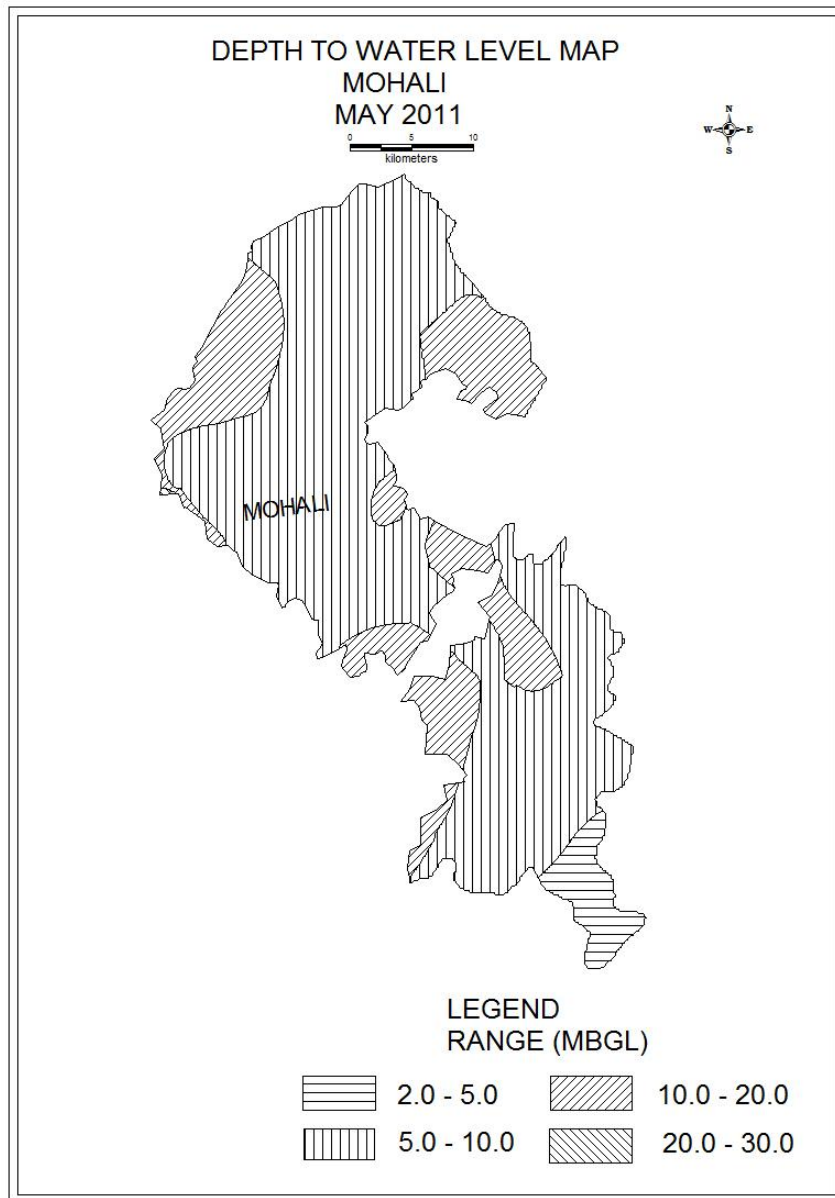 DEPTH TO WATER LEVEL MAP
MOHALI
MAY 2011
0 5 10
kilometers
N
W E
S
MOHALI
LEGEND
RANGE (MBGL)
2.0 - 5.0 10.0 - 20.0
5.0 - 10.0 20.0 - 30.0